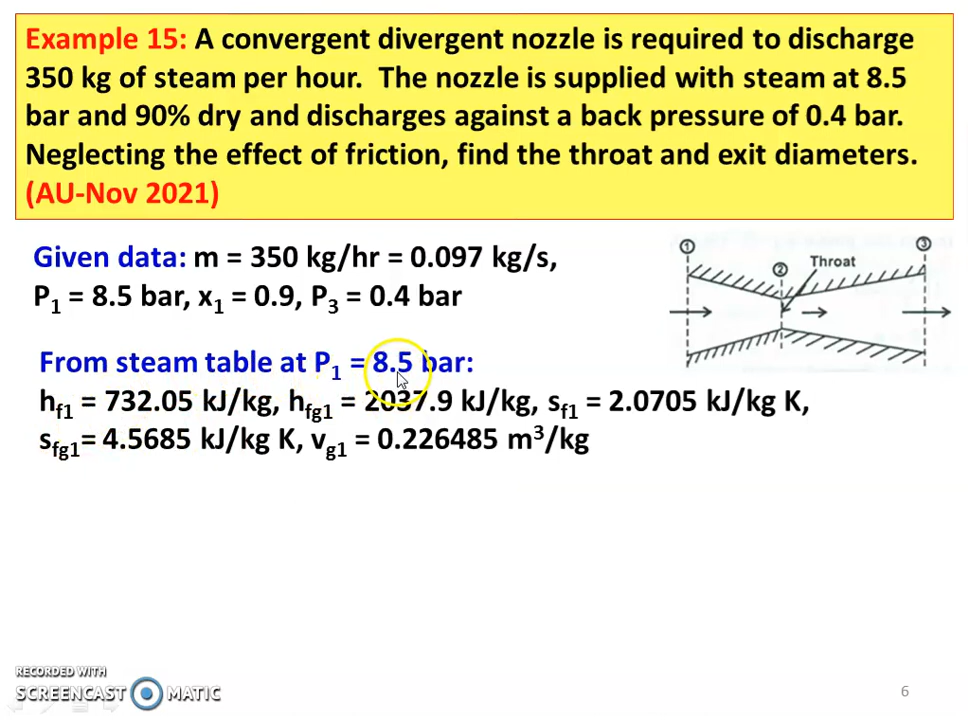 Example 15: A convergent divergent nozzle is required to discharge
350 kg of steam per hour. The nozzle is supplied with steam at 8.5
bar and 90% dry and discharges against a back pressure of 0.4 bar.
Neglecting the effect of friction, find the throat and exit diameters.
(AU-Nov 2021)
Given data: m = 350 kg/hr = 0.097 kg/s,
P₁ = 8.5 bar, x₁ = 0.9, P₃ = 0.4 bar
① ② ③
Throat
From steam table at P₁ = 8.5 bar:
h_f1 = 732.05 kJ/kg, h_fg1 = 2037.9 kJ/kg, s_f1 = 2.0705 kJ/kg K,
s_fg1= 4.5685 kJ/kg K, v_g1 = 0.226485 m³/kg
RECORDED WITH
SCREENCAST MATIC
6